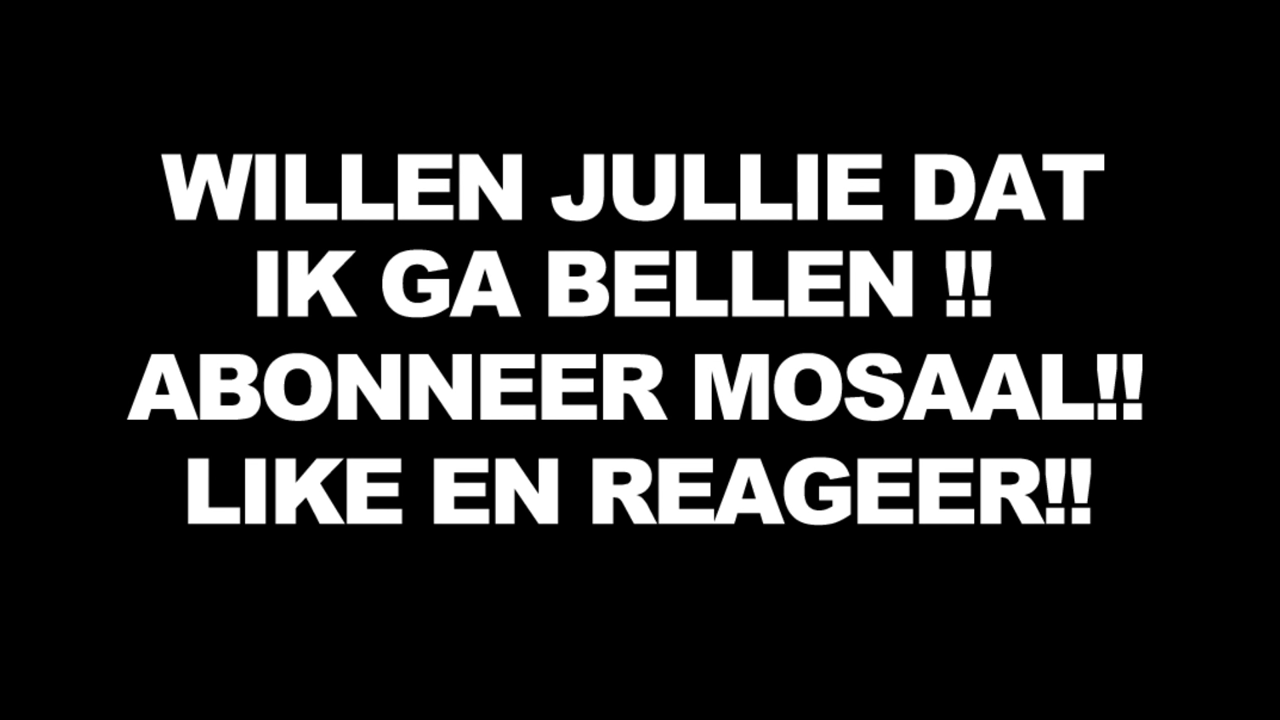 WILLEN JULLIE DAT
IK GA BELLEN !!
ABONNEER MOSAAL!!
LIKE EN REAGEER!!